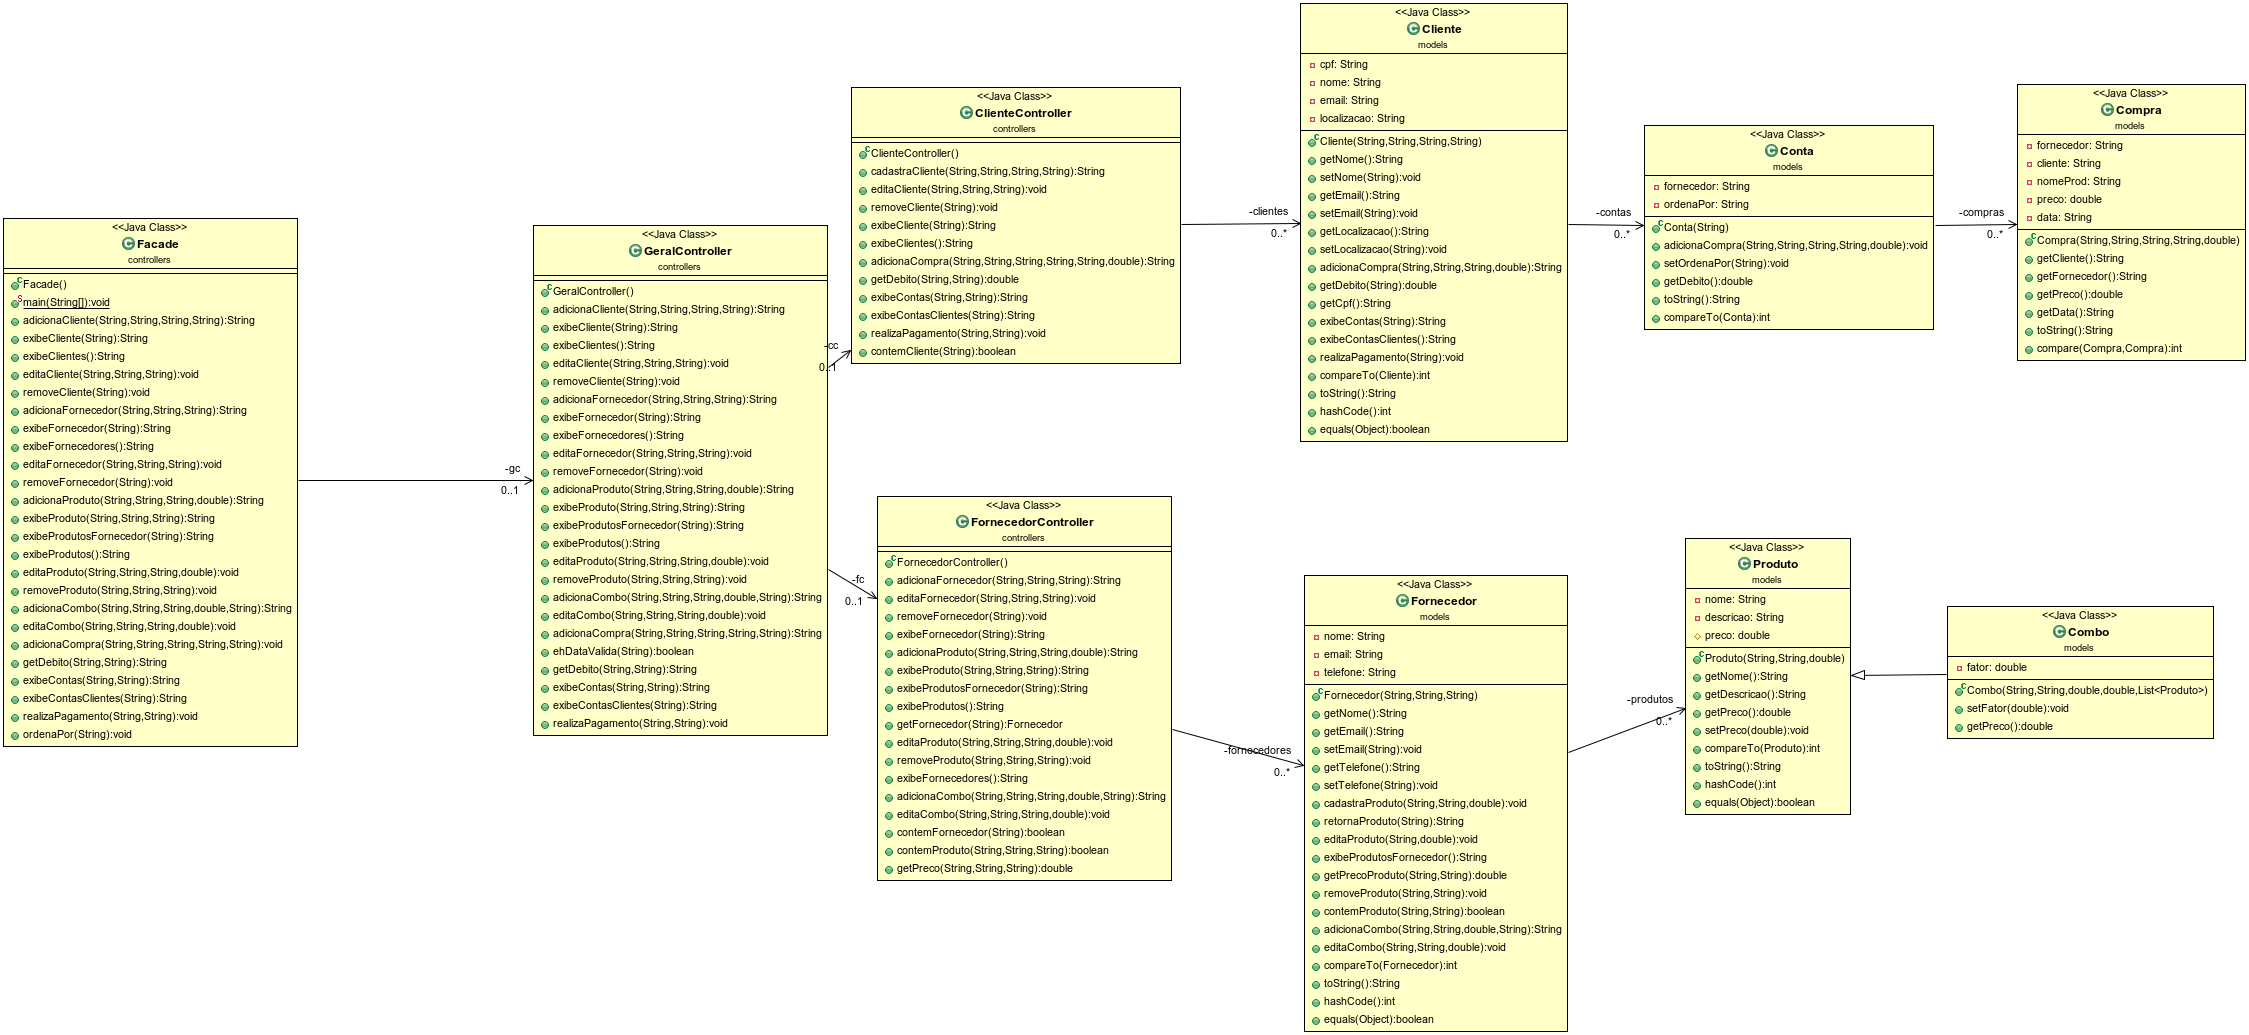 <<Java Class>>
Facade
controllers
Facade()
main(String[]):void
adicionaCliente(String,String,String,String):String
exibeCliente(String):String
exibeClientes():String
editaCliente(String,String,String):void
removeCliente(String):void
adicionaFornecedor(String,String,String):String
exibeFornecedor(String):String
exibeFornecedores():String
editaFornecedor(String,String,String):void
removeFornecedor(String):void
adicionaProduto(String,String,String,double):String
exibeProduto(String,String,String):String
exibeProdutosFornecedor(String):String
exibeProdutos():String
editaProduto(String,String,String,double):void
removeProduto(String,String,String):void
adicionaCombo(String,String,String,double,String):String
editaCombo(String,String,String,double):void
adicionaCompra(String,String,String,String,String):void
getDebito(String,String):String
exibeContas(String,String):String
exibeContasClientes(String):String
realizaPagamento(String,String):void
ordenaPor(String):void
-gc
0..1
<<Java Class>>
GeralController
controllers
GeralController()
adicionaCliente(String,String,String,String):String
exibeCliente(String):String
exibeClientes():String
editaCliente(String,String,String):void
removeCliente(String):void
adicionaFornecedor(String,String,String):String
exibeFornecedor(String):String
exibeFornecedores():String
editaFornecedor(String,String,String):void
removeFornecedor(String):void
adicionaProduto(String,String,String,double):String
exibeProduto(String,String,String):String
exibeProdutosFornecedor(String):String
exibeProdutos():String
editaProduto(String,String,String,double):void
removeProduto(String,String,String):void
adicionaCombo(String,String,String,double,String):String
editaCombo(String,String,String,double):void
adicionaCompra(String,String,String,String,String):String
ehDataValida(String):boolean
getDebito(String,String):String
exibeContas(String,String):String
exibeContasClientes(String):String
realizaPagamento(String,String):void
-cc
0..1
-fc
0..1
<<Java Class>>
ClienteController
controllers
ClienteController()
cadastraCliente(String,String,String,String):String
editaCliente(String,String,String):void
removeCliente(String):void
exibeCliente(String):String
exibeClientes():String
adicionaCompra(String,String,String,String,String,double):String
getDebito(String,String):double
exibeContas(String,String):String
exibeContasClientes(String):String
realizaPagamento(String,String):void
contemCliente(String):boolean
-clientes
0..*
<<Java Class>>
Cliente
models
cpf: String
nome: String
email: String
localizacao: String
Cliente(String,String,String,String)
getNome():String
setNome(String):void
getEmail():String
setEmail(String):void
getLocalizacao():String
setLocalizacao(String):void
adicionaCompra(String,String,String,double):String
getDebito(String):double
getCpf():String
exibeContas(String):String
exibeContasClientes():String
realizaPagamento(String):void
compareTo(Cliente):int
toString():String
hashCode():int
equals(Object):boolean
-contas
0..*
<<Java Class>>
Conta
models
fornecedor: String
ordenaPor: String
Conta(String)
adicionaCompra(String,String,String,String,double):void
setOrdenaPor(String):void
getDebito():double
toString():String
compareTo(Conta):int
-compras
0..*
<<Java Class>>
Compra
models
fornecedor: String
cliente: String
nomeProd: String
preco: double
data: String
Compra(String,String,String,String,double)
getCliente():String
getFornecedor():String
getPreco():double
getData():String
toString():String
compare(Compra,Compra):int
<<Java Class>>
FornecedorController
controllers
FornecedorController()
adicionaFornecedor(String,String,String):String
editaFornecedor(String,String,String):void
removeFornecedor(String):void
exibeFornecedor(String):String
adicionaProduto(String,String,String,double):String
exibeProduto(String,String,String):String
exibeProdutosFornecedor(String):String
exibeProdutos():String
getFornecedor(String):Fornecedor
editaProduto(String,String,String,double):void
removeProduto(String,String,String):void
exibeFornecedores():String
adicionaCombo(String,String,String,double,String):String
editaCombo(String,String,String,double):void
contemFornecedor(String):boolean
contemProduto(String,String,String):boolean
getPreco(String,String,String):double
-fornecedores
0..*
<<Java Class>>
Fornecedor
models
nome: String
email: String
telefone: String
Fornecedor(String,String,String)
getNome():String
getEmail():String
setEmail(String):void
getTelefone():String
setTelefone(String):void
cadastraProduto(String,String,double):void
retornaProduto(String):String
editaProduto(String,double):void
exibeProdutosFornecedor():String
getPrecoProduto(String,String):double
removeProduto(String,String):void
contemProduto(String,String):boolean
adicionaCombo(String,String,double,String):String
editaCombo(String,String,double):void
compareTo(Fornecedor):int
toString():String
hashCode():int
equals(Object):boolean
-produtos
0..*
<<Java Class>>
Produto
models
nome: String
descricao: String
preco: double
Produto(String,String,double)
getNome():String
getDescricao():String
getPreco():double
setPreco(double):void
compareTo(Produto):int
toString():String
hashCode():int
equals(Object):boolean
<<Java Class>>
Combo
models
fator: double
Combo(String,String,double,double,List<Produto>)
setFator(double):void
getPreco():double